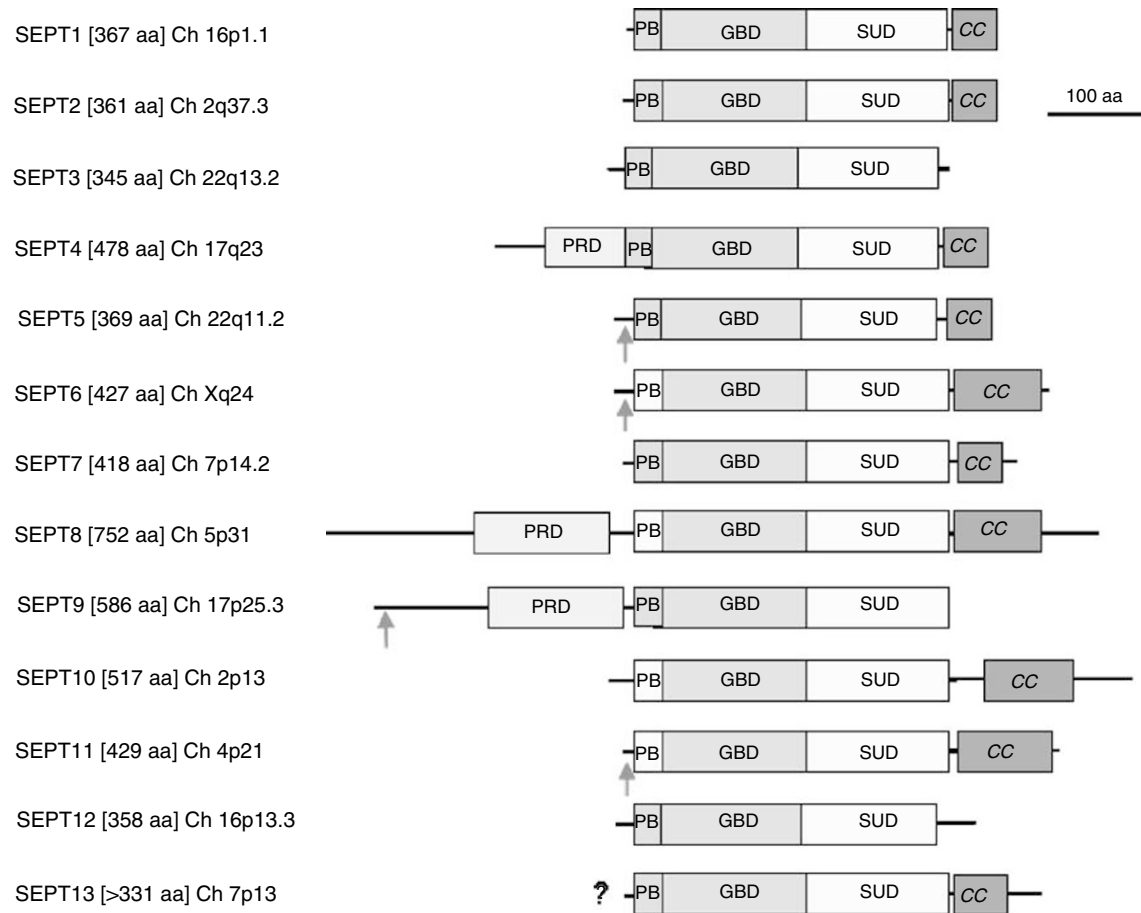 SEPT1 [367 aa] Ch 16p1.1 PB GBD SUD CC
SEPT2 [361 aa] Ch 2q37.3 PB GBD SUD CC 100 aa
SEPT3 [345 aa] Ch 22q13.2 PB GBD SUD
SEPT4 [478 aa] Ch 17q23 PRD PB GBD SUD CC
SEPT5 [369 aa] Ch 22q11.2 PB GBD SUD CC
SEPT6 [427 aa] Ch Xq24 PB GBD SUD CC
SEPT7 [418 aa] Ch 7p14.2 PB GBD SUD CC
SEPT8 [752 aa] Ch 5p31 PRD PB GBD SUD CC
SEPT9 [586 aa] Ch 17p25.3 PRD PB GBD SUD
SEPT10 [517 aa] Ch 2p13 PB GBD SUD CC
SEPT11 [429 aa] Ch 4p21 PB GBD SUD CC
SEPT12 [358 aa] Ch 16p13.3 PB GBD SUD
SEPT13 [>331 aa] Ch 7p13 ? PB GBD SUD CC